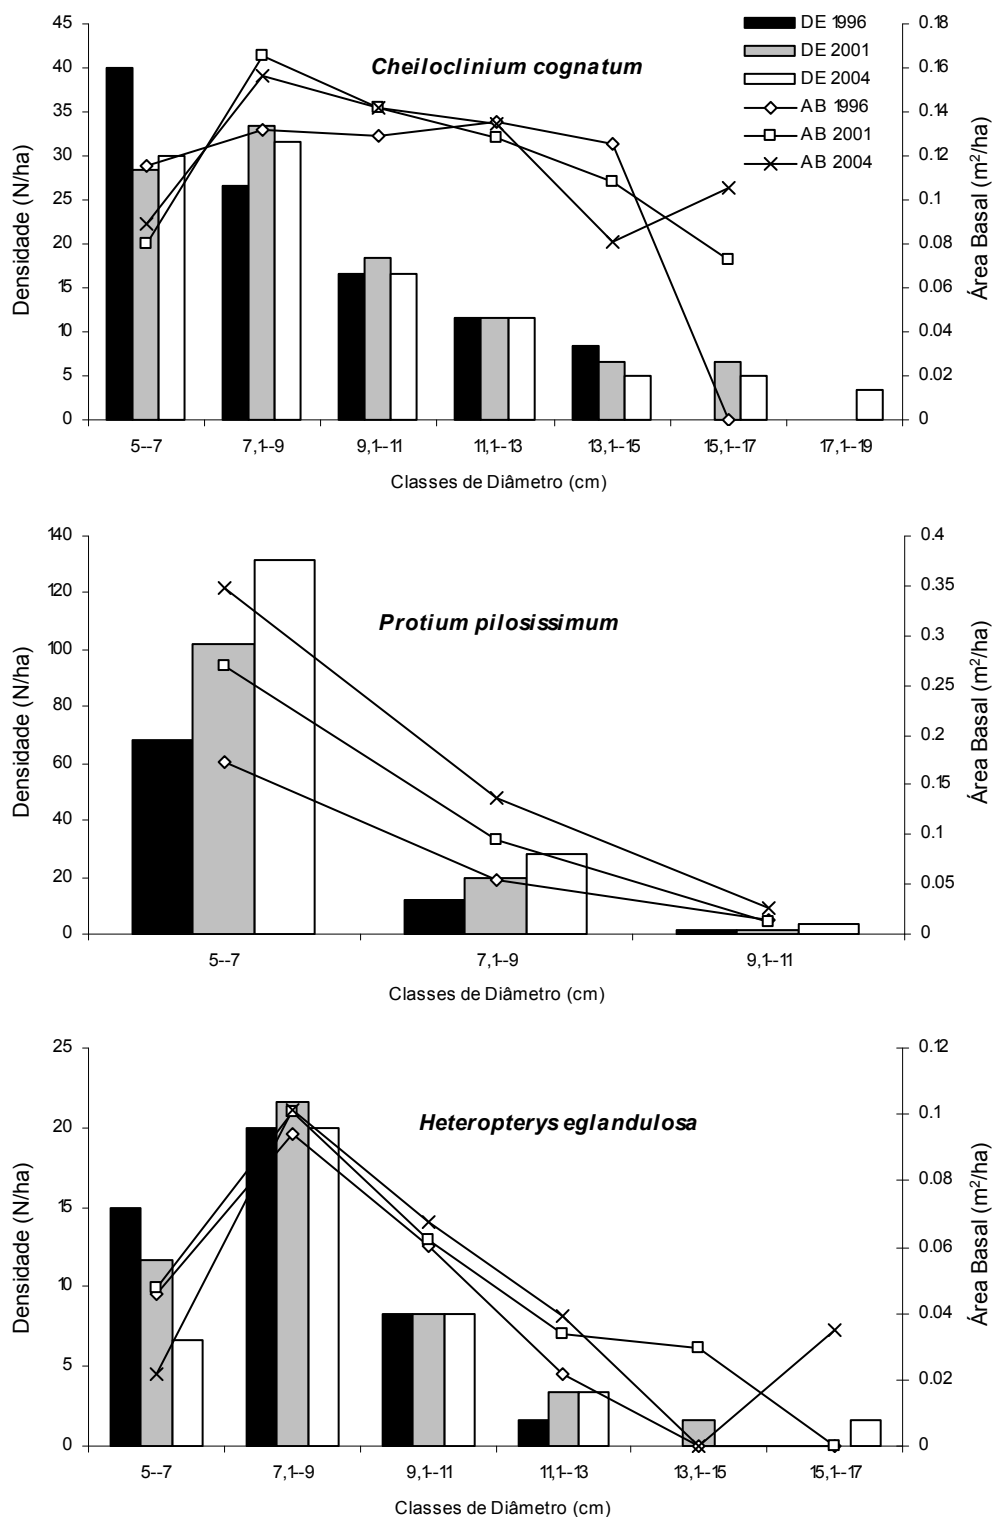 45
40
35
30
25
20
15
10
5
0
Densidade (N/ha)
Cheiloclinium cognatum
DE 1996
DE 2001
DE 2004
AB 1996
AB 2001
AB 2004
0.18
0.16
0.14
0.12
0.1
0.08
0.06
0.04
0.02
0
Área Basal (m²/ha)
5--7 7,1--9 9,1--11 11,1--13 13,1--15 15,1--17 17,1--19
Classes de Diâmetro (cm)
140
120
100
80
60
40
20
0
Densidade (N/ha)
Protium pilosissimum
0.4
0.35
0.3
0.25
0.2
0.15
0.1
0.05
0
Área Basal (m²/ha)
5--7 7,1--9 9,1--11
Classes de Diâmetro (cm)
25
20
15
10
5
0
Densidade (N/ha)
Heteropterys eglandulosa
0.12
0.1
0.08
0.06
0.04
0.02
0
Área Basal (m²/ha)
5--7 7,1--9 9,1--11 11,1--13 13,1--15 15,1--17
Classes de Diâmetro (cm)